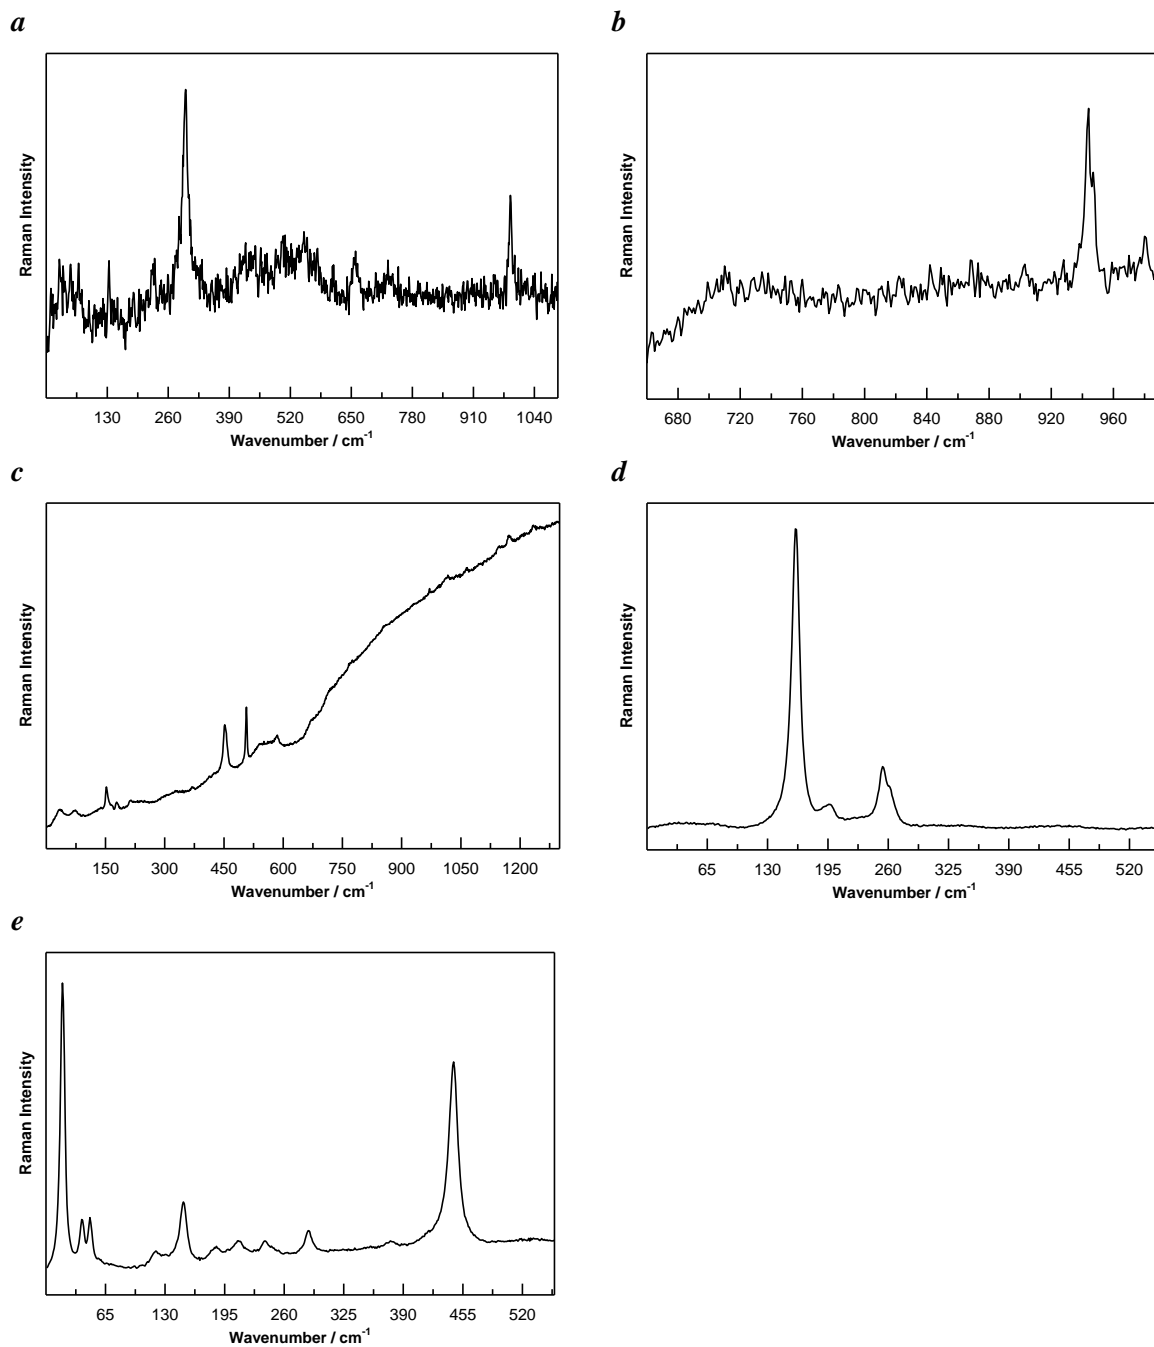 a
Raman Intensity
130 260 390 520 650 780 910 1040
Wavenumber / cm-1
b
Raman Intensity
680 720 760 800 840 880 920 960
Wavenumber / cm-1
c
Raman Intensity
150 300 450 600 750 900 1050 1200
Wavenumber / cm-1
d
Raman Intensity
65 130 195 260 325 390 455 520
Wavenumber / cm-1
e
Raman Intensity
65 130 195 260 325 390 455 520
Wavenumber / cm-1